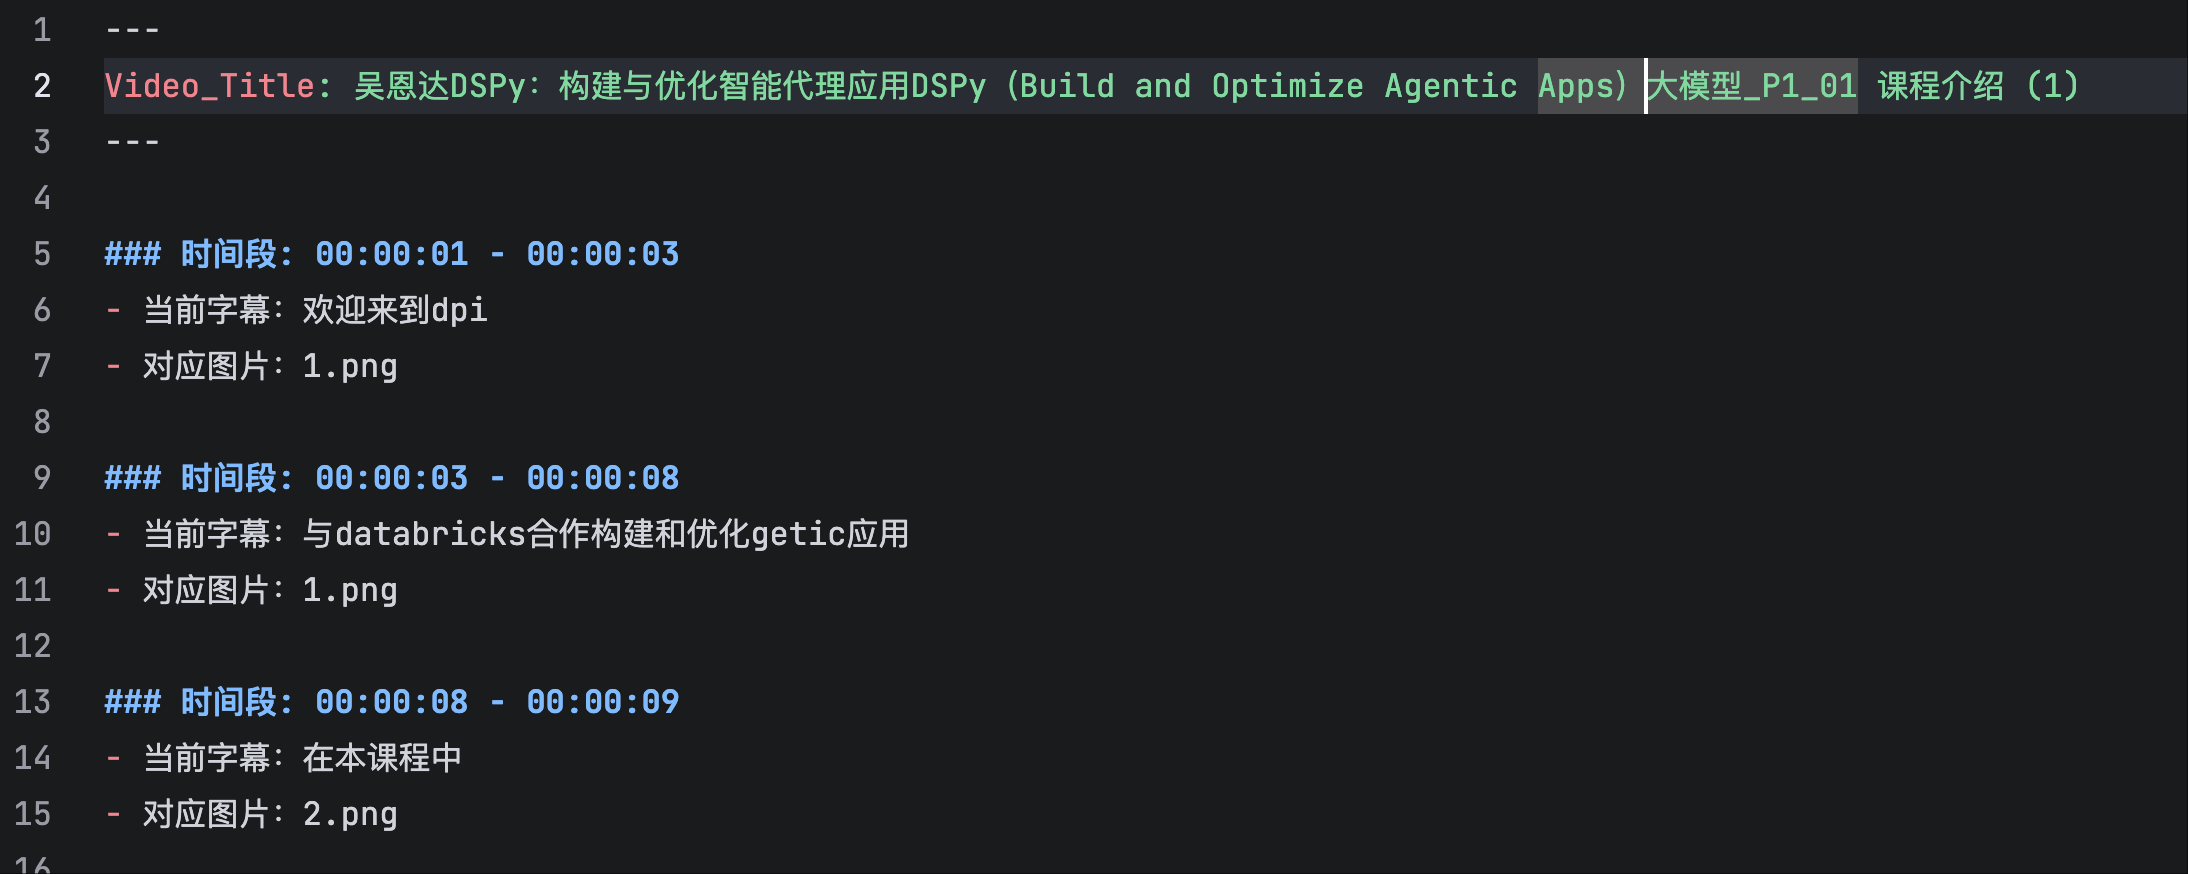 1 ---
2 Video_Title: 吴恩达DSPy：构建与优化智能代理应用DSPy（Build and Optimize Agentic Apps）大模型_P1_01 课程介绍 (1)
3 ---
4
5 ### 时间段: 00:00:01 - 00:00:03
6 - 当前字幕：欢迎来到dpi
7 - 对应图片：1.png
8
9 ### 时间段: 00:00:03 - 00:00:08
10 - 当前字幕：与databricks合作构建和优化getic应用
11 - 对应图片：1.png
12
13 ### 时间段: 00:00:08 - 00:00:09
14 - 当前字幕：在本课程中
15 - 对应图片：2.png
16